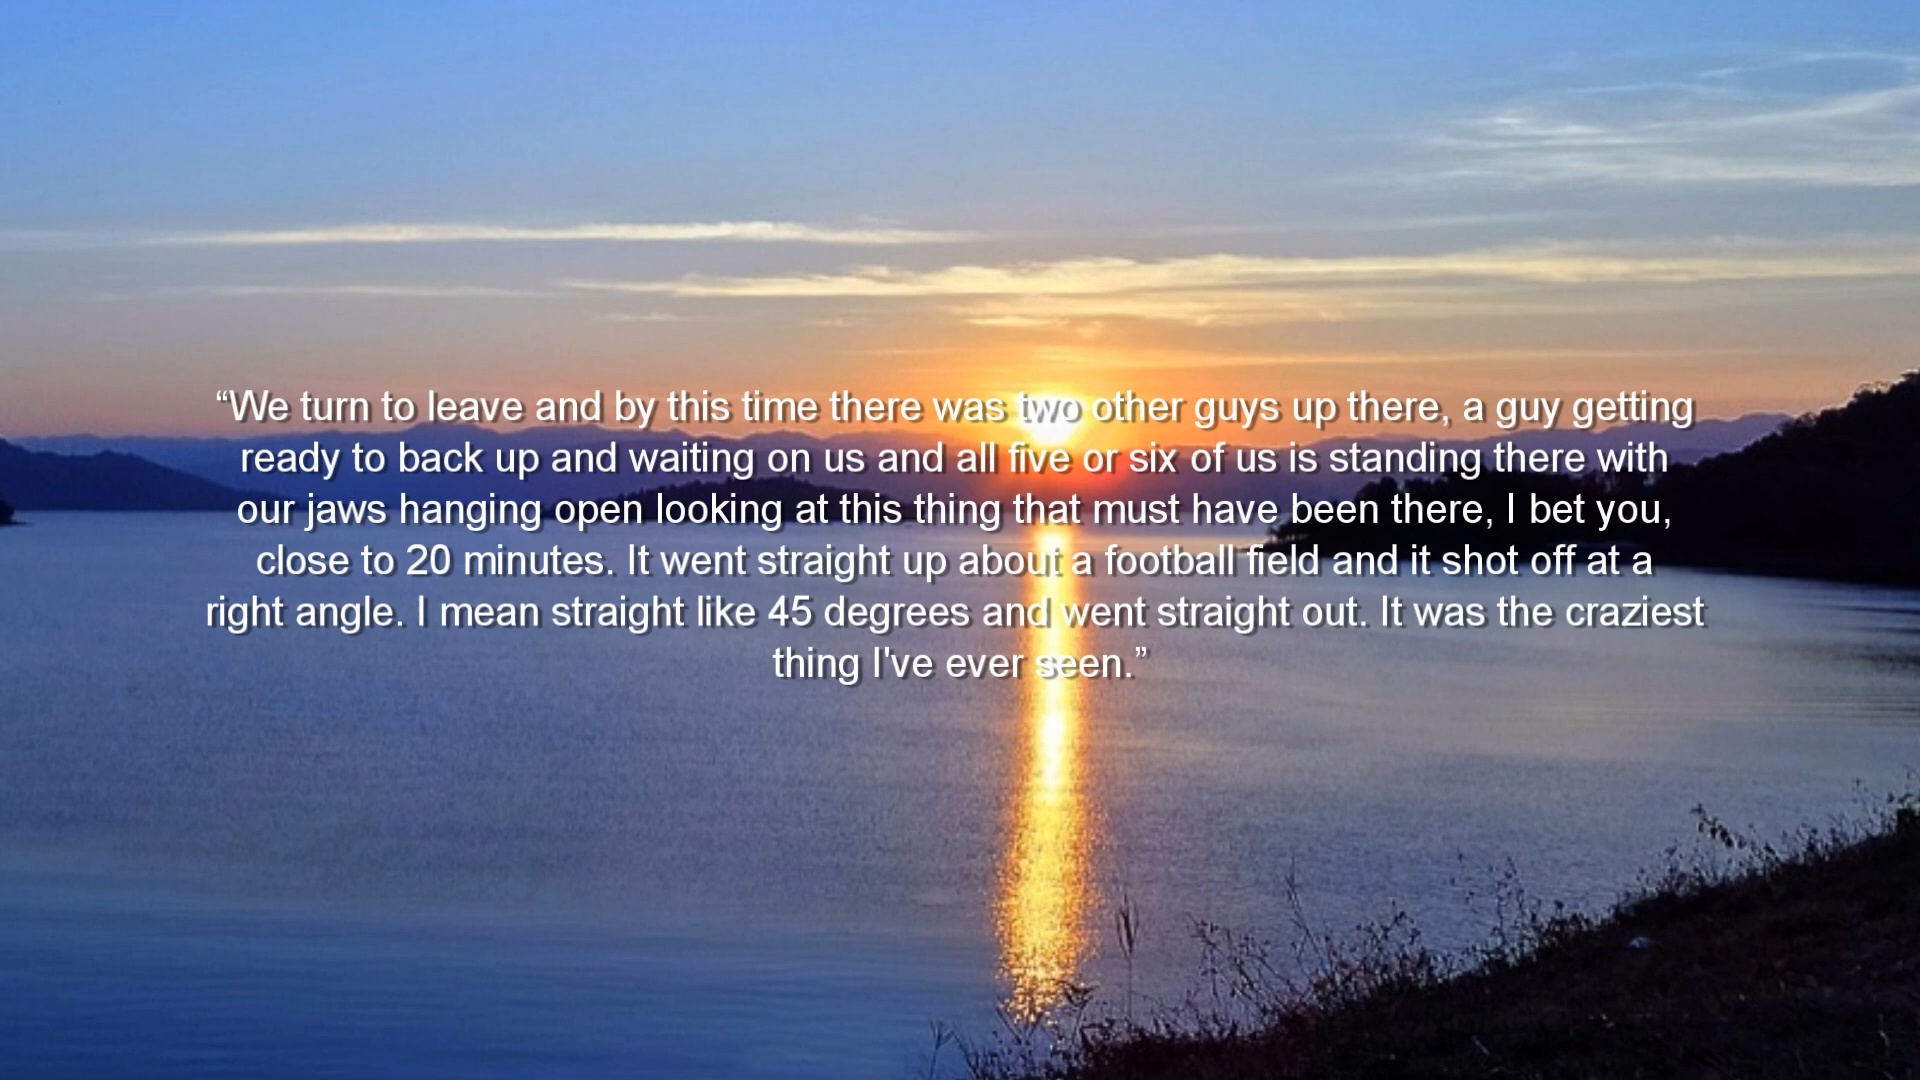 “We turn to leave and by this time there was two other guys up there, a guy getting
ready to back up and waiting on us and all five or six of us is standing there with
our jaws hanging open looking at this thing that must have been there, I bet you,
close to 20 minutes. It went straight up about a football field and it shot off at a
right angle. I mean straight like 45 degrees and went straight out. It was the craziest
thing I've ever seen.”